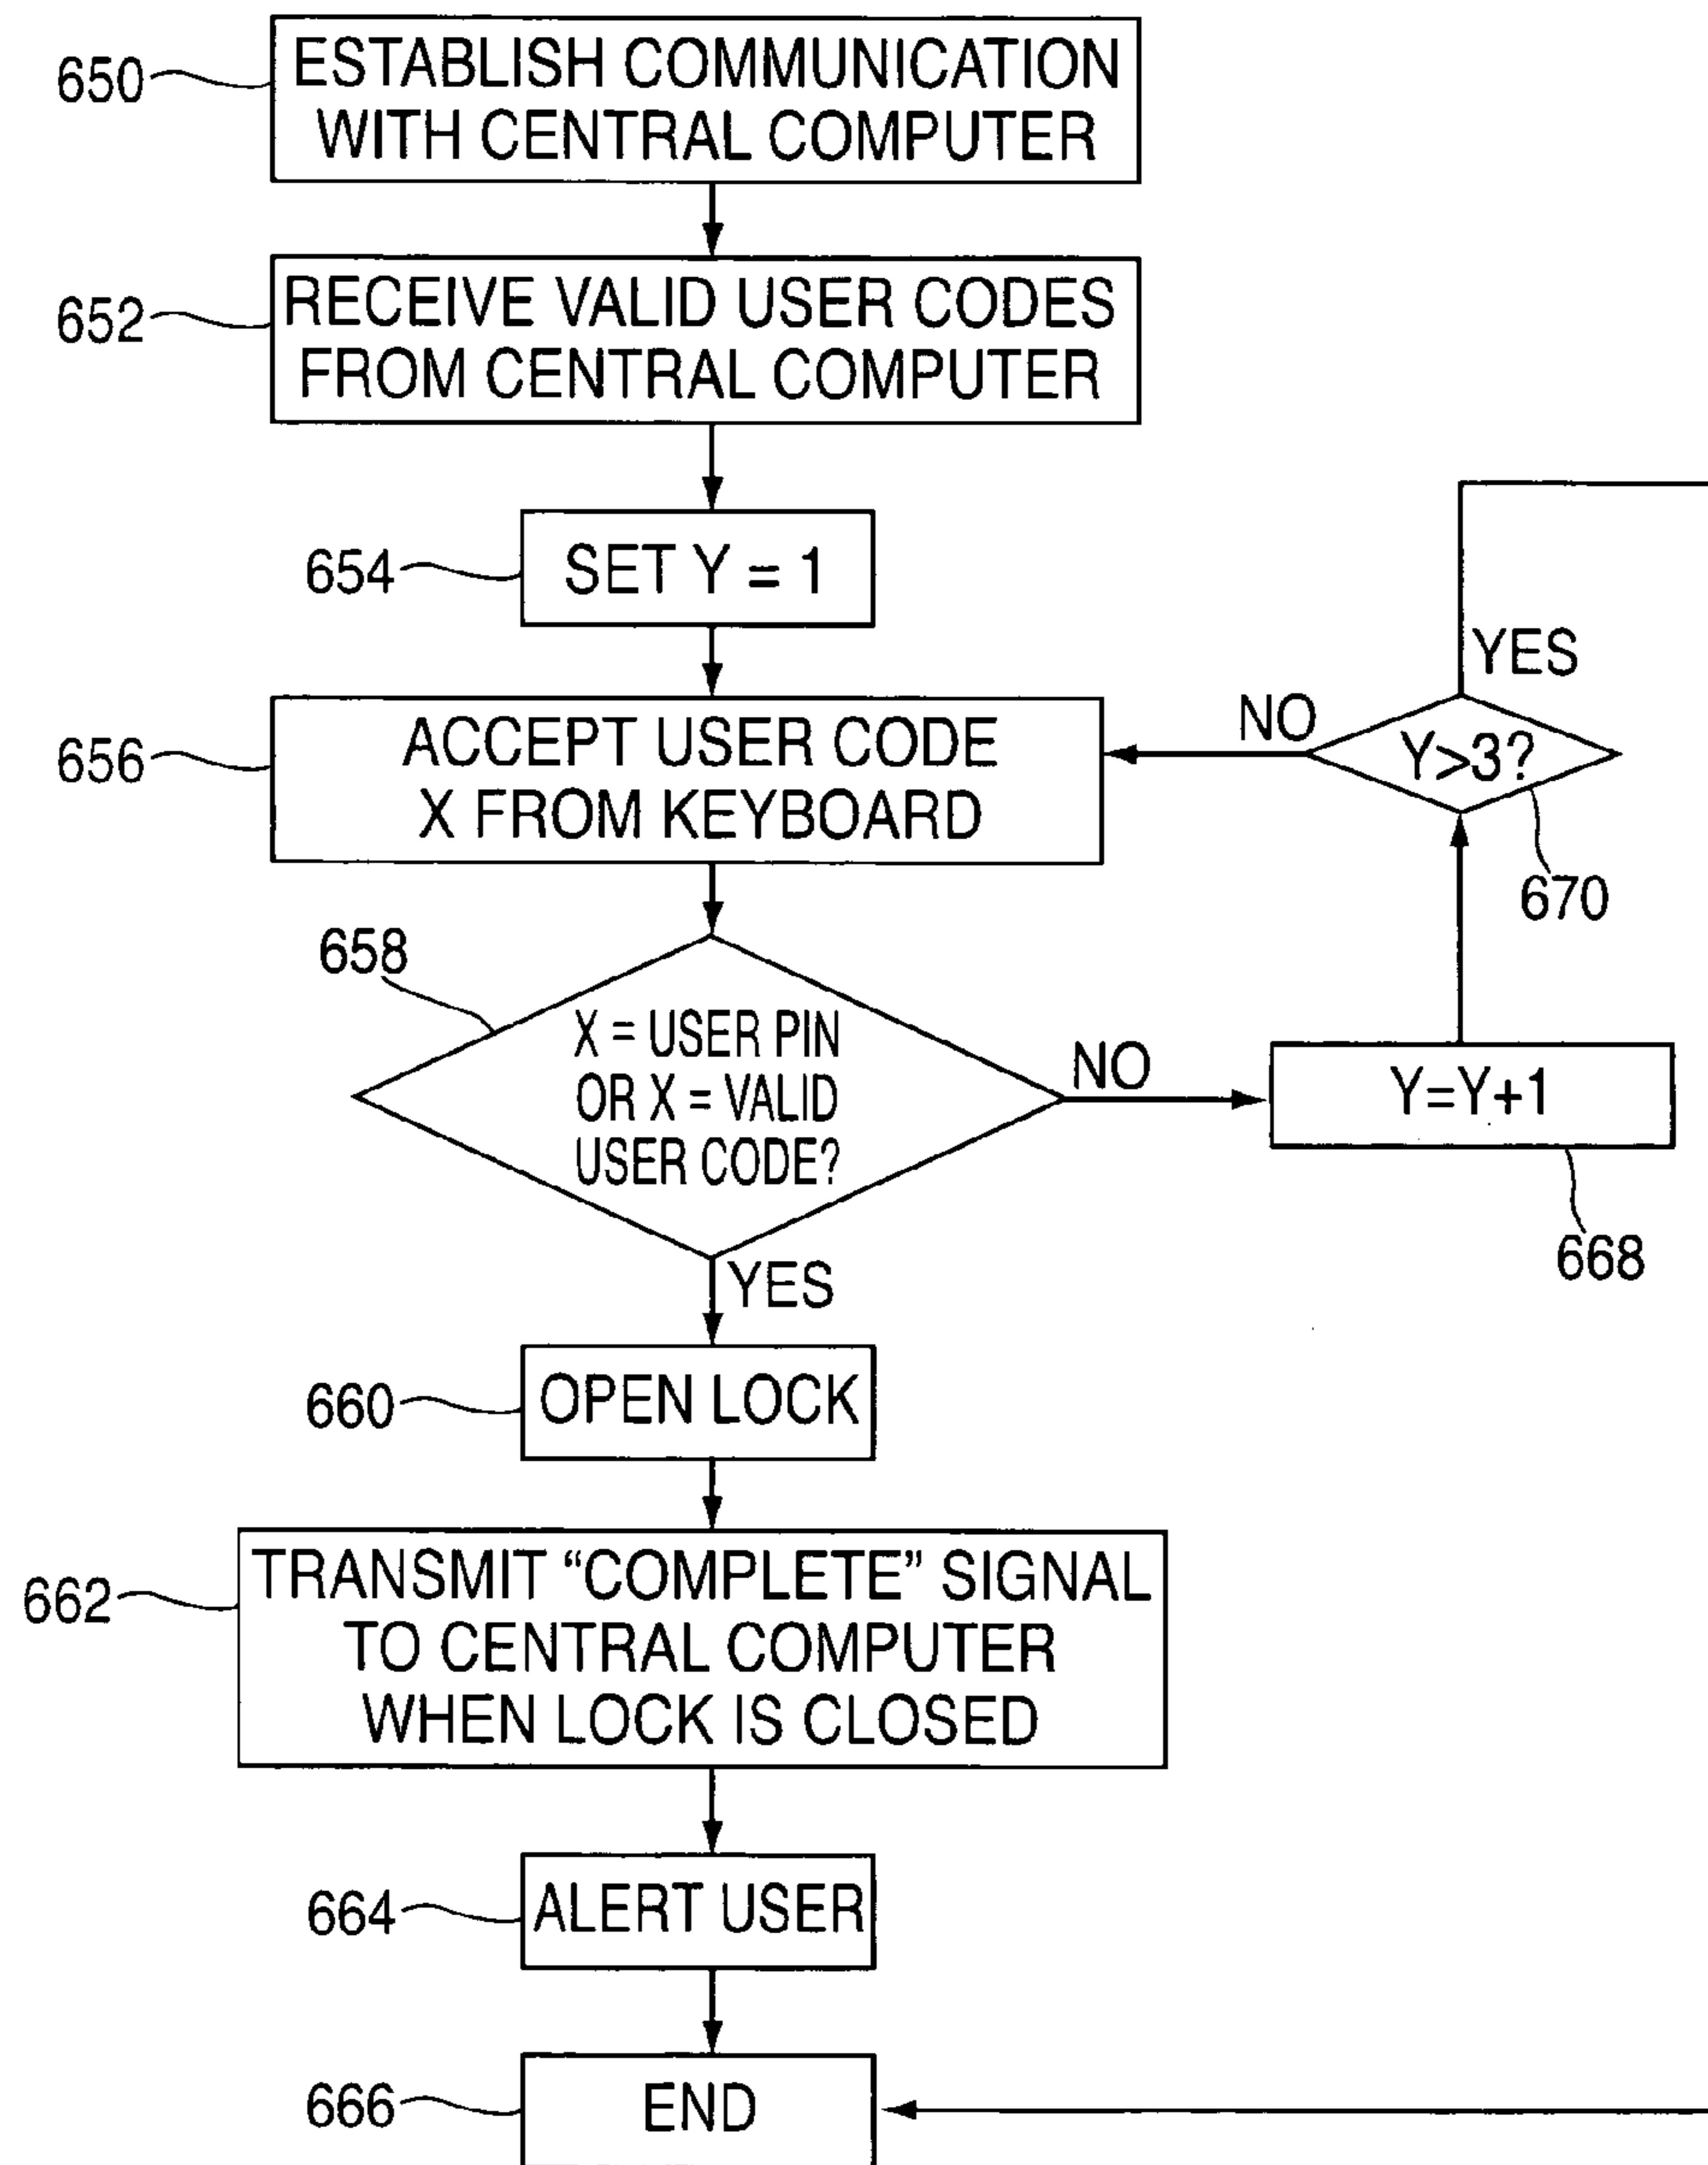 650
ESTABLISH COMMUNICATION
WITH CENTRAL COMPUTER
652
RECEIVE VALID USER CODES
FROM CENTRAL COMPUTER
654
SET Y = 1
656
ACCEPT USER CODE
X FROM KEYBOARD
NO
YES
Y>3?
670
658
X = USER PIN
OR X = VALID
USER CODE?
NO
Y=Y+1
668
YES
660
OPEN LOCK
662
TRANSMIT “COMPLETE” SIGNAL
TO CENTRAL COMPUTER
WHEN LOCK IS CLOSED
664
ALERT USER
666
END